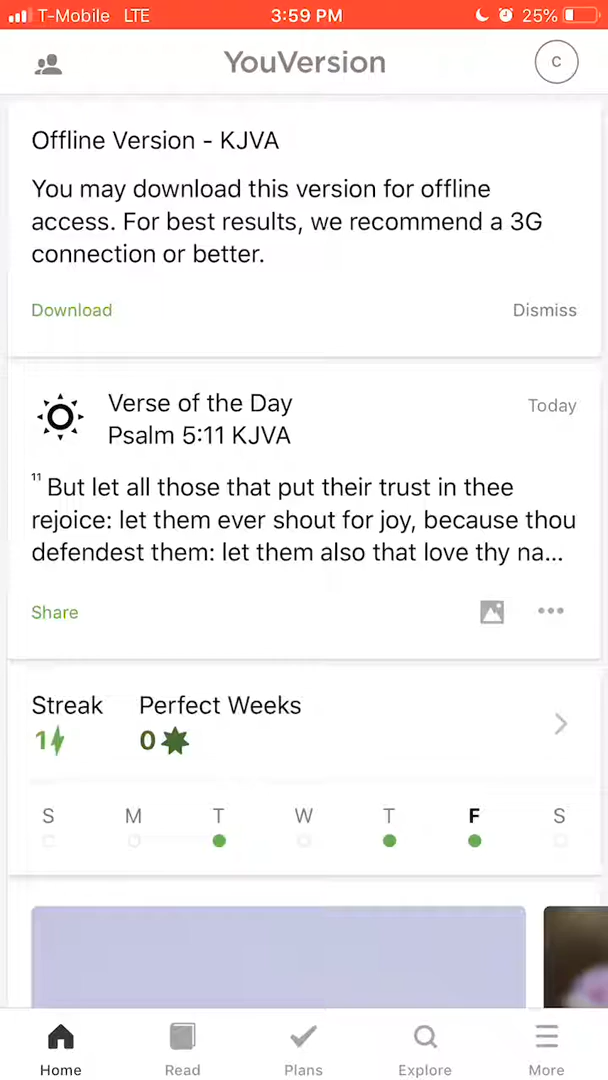 T-Mobile LTE 3:59 PM 25%
YouVersion C
Offline Version - KJVA
You may download this version for offline
access. For best results, we recommend a 3G
connection or better.
Download Dismiss
Verse of the Day Today
Psalm 5:11 KJVA
11 But let all those that put their trust in thee
rejoice: let them ever shout for joy, because thou
defendest them: let them also that love thy na...
Share
Streak Perfect Weeks
1 0
S M T W T F S
Home Read Plans Explore More